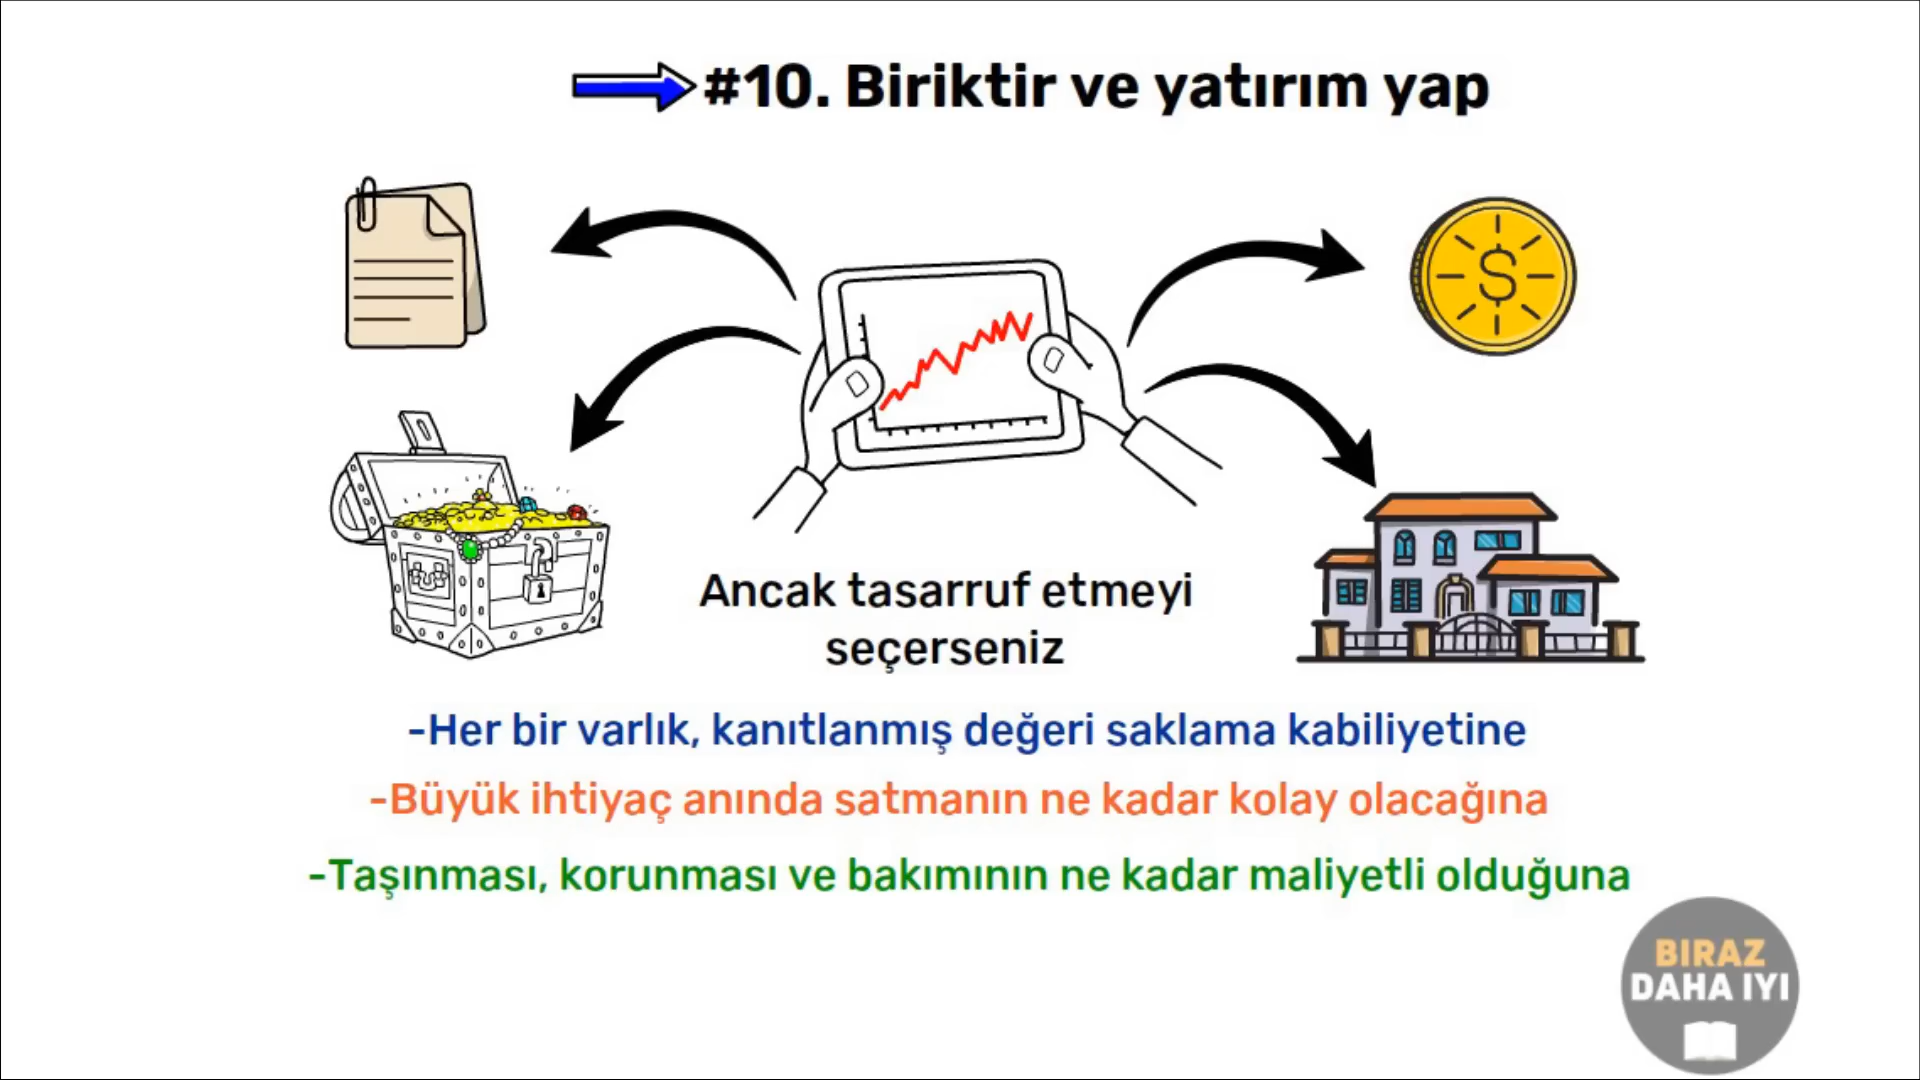 #10. Biriktir ve yatırım yap
$
Ancak tasarruf etmeyi
seçerseniz
-Her bir varlık, kanıtlanmış değeri saklama kabiliyetine
-Büyük ihtiyaç anında satmanın ne kadar kolay olacağına
-Taşınması, korunması ve bakımının ne kadar maliyetli olduğuna
BIRAZ
DAHA IYI